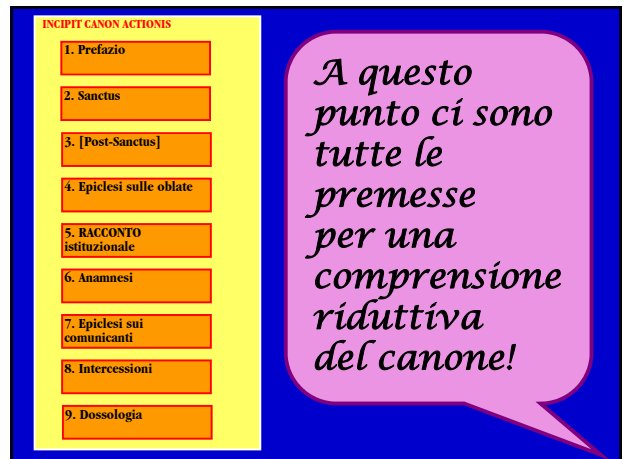 INCIPIT CANON ACTIONIS
1. Prefazio
2. Sanctus
3. [Post-Sanctus]
4. Epiclesi sulle oblate
5. RACCONTO
istituzionale
6. Anamnesi
7. Epiclesi sui
comunicanti
8. Intercessioni
9. Dossologia
A questo
punto ci sono
tutte le
premesse
per una
comprensione
riduttiva
del canone!